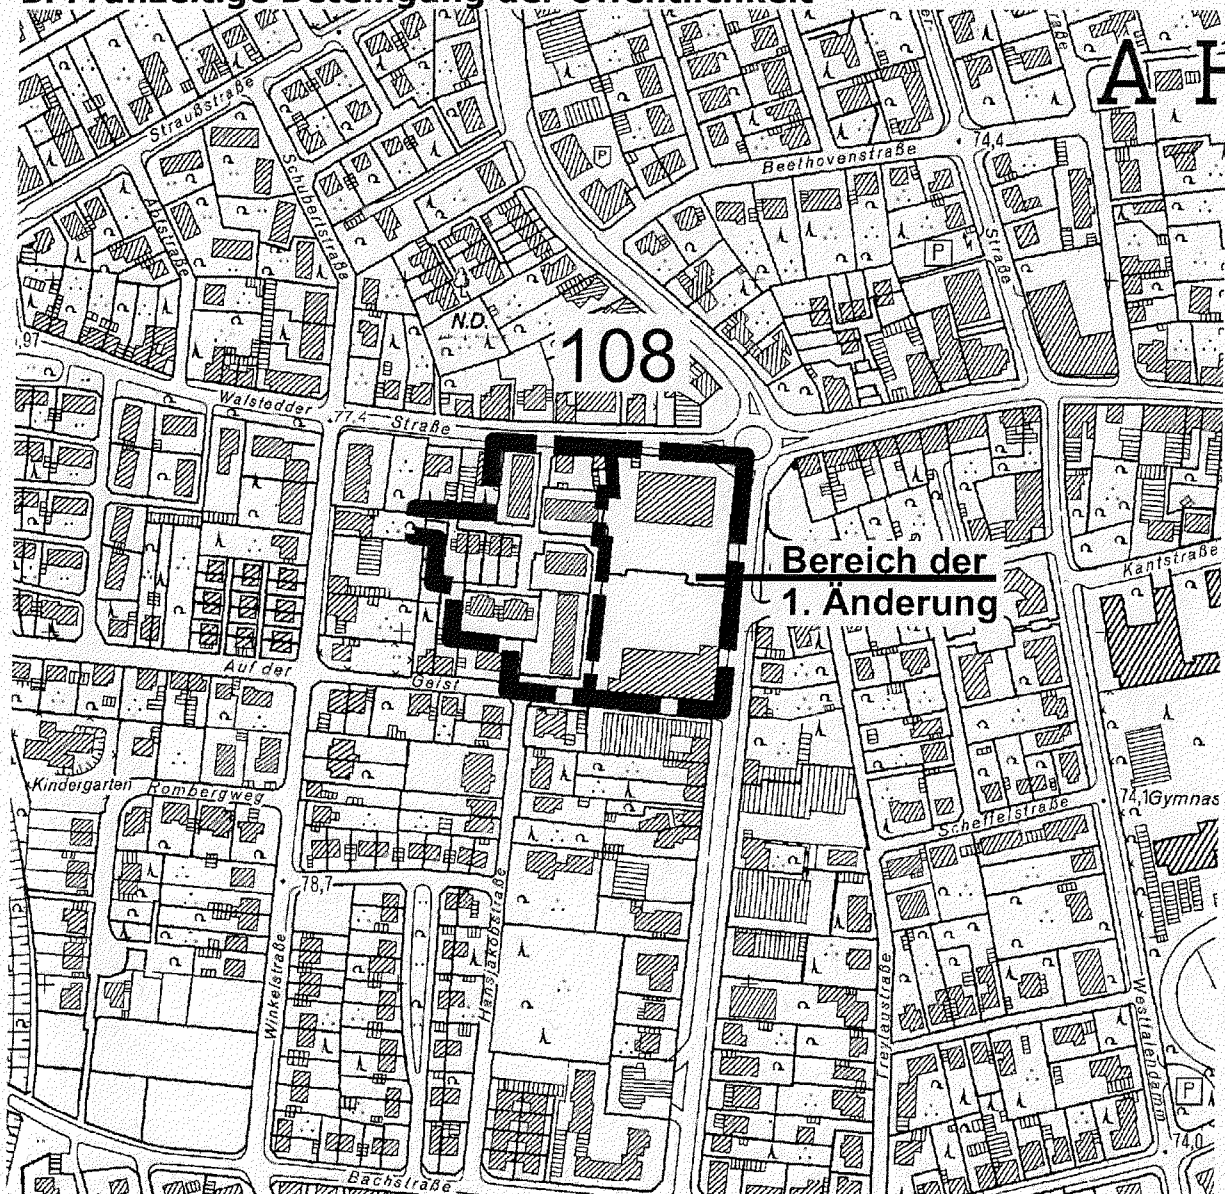 Straußstraße
Schubertstraße
Abtstraße
P
Beethovenstraße
74,4
A H
P
Straße
N.D.
108
,97
Walstedder
77,4
Straße
Bereich der
1. Änderung
Kantstraße
Auf der
Geist
Kindergarten
Rombergweg
78,7
Scheffelstraße
74,1
Gymnas
Winkelstraße
Hansjakobstraße
Westfalendamm
P
74,0
Bachstraße